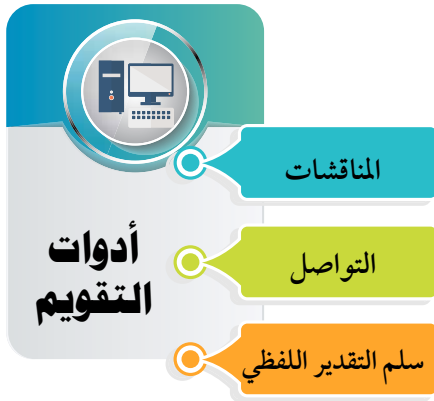 أدوات
التقويم
المناقشات
التواصل
سلم التقدير اللفظي